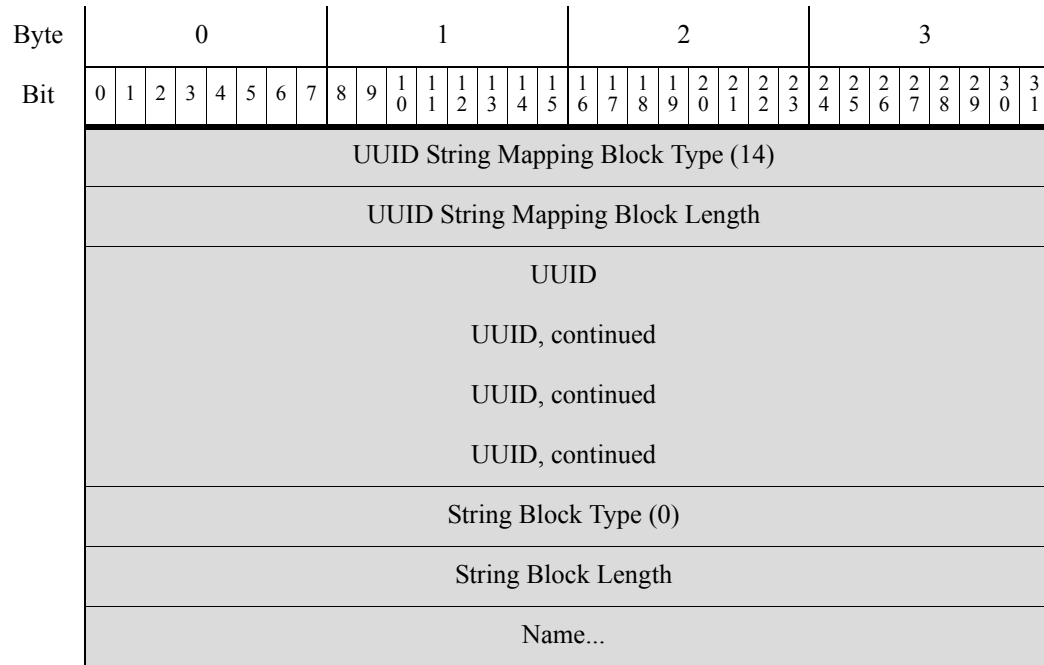 Byte 0 1 2 3
Bit 0 1 2 3 4 5 6 7 8 9 10 11 12 13 14 15 16 17 18 19 20 21 22 23 24 25 26 27 28 29 30 31
UUID String Mapping Block Type (14)
UUID String Mapping Block Length
UUID
UUID, continued
UUID, continued
UUID, continued
String Block Type (0)
String Block Length
Name...